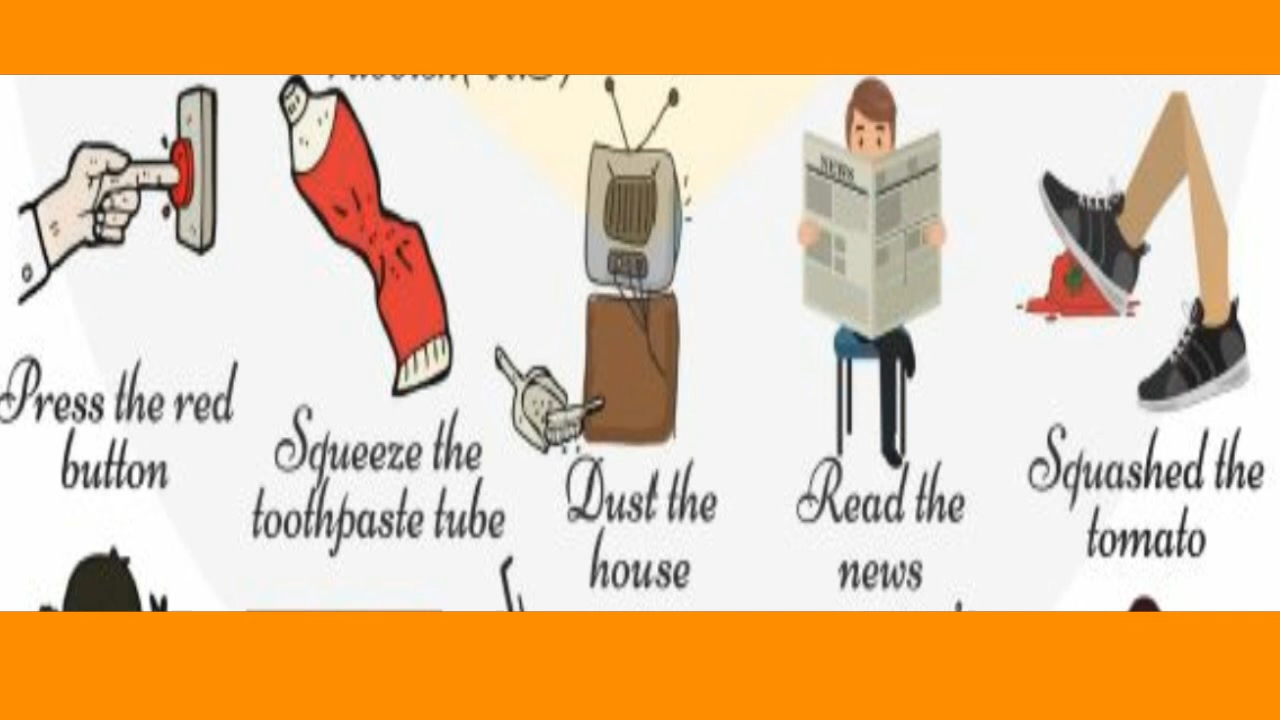 NEWS
Press the red
button
Squeeze the
toothpaste tube
Dust the
house
Read the
news
Squashed the
tomato